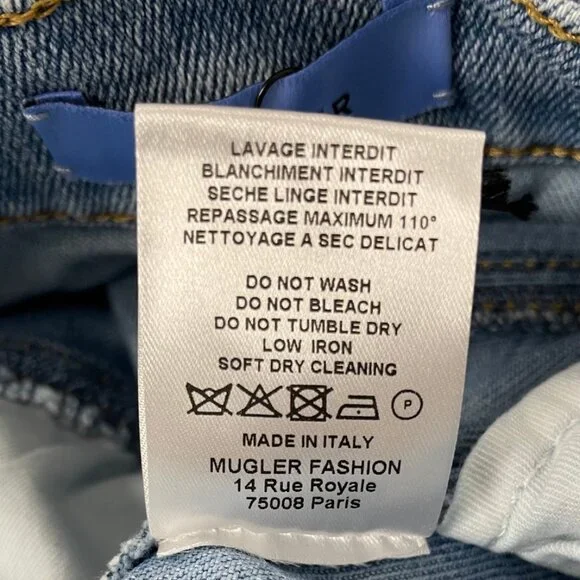 LAVAGE INTERDIT
BLANCHIMENT INTERDIT
SECHE LINGE INTERDIT
REPASSAGE MAXIMUM 110°
NETTOYAGE A SEC DELICAT
DO NOT WASH
DO NOT BLEACH
DO NOT TUMBLE DRY
LOW IRON
SOFT DRY CLEANING
P
MADE IN ITALY
MUGLER FASHION
14 Rue Royale
75008 Paris